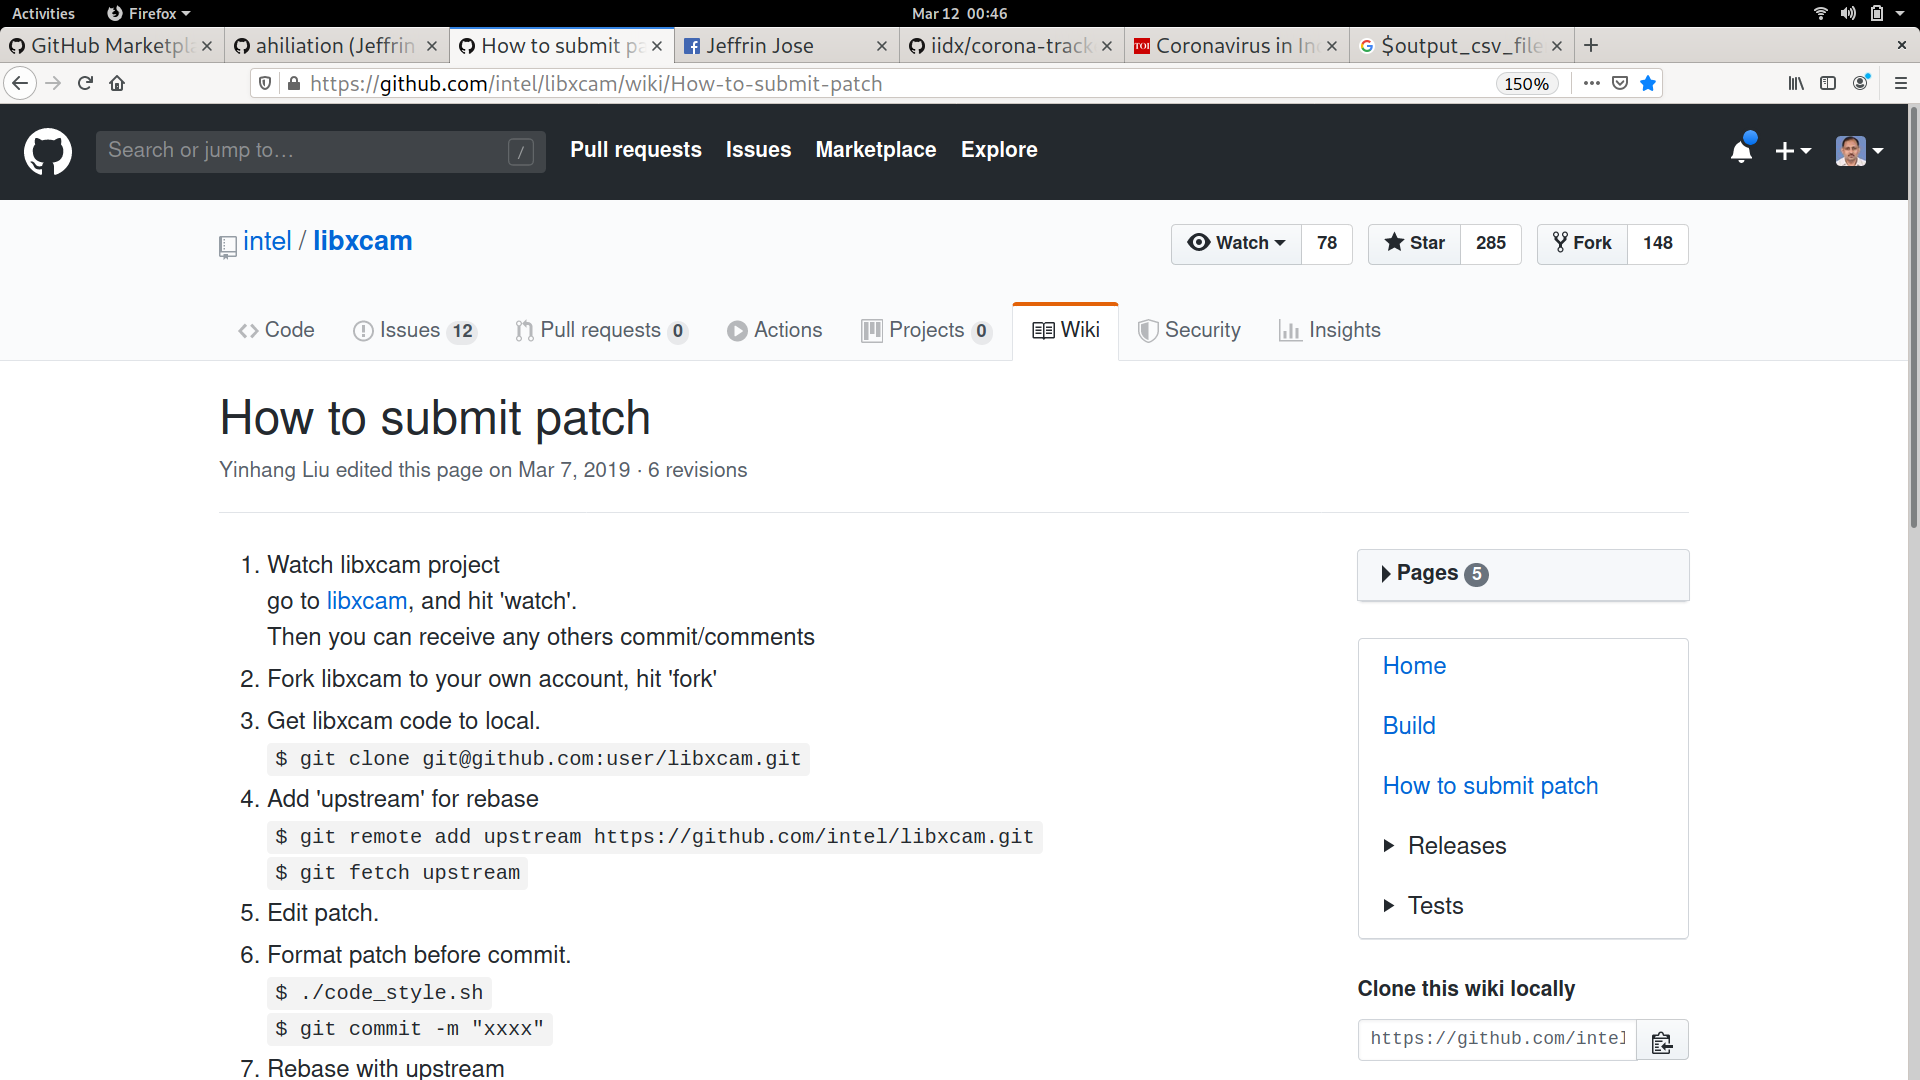 Activities Firefox Mar 12 00:46
GitHub Marketpl ahiliation (Jeffrin How to submit pa Jeffrin Jose iidx/corona-track Coronavirus in In $output_csv_file
https://github.com/intel/libxcam/wiki/How-to-submit-patch 150%
Search or jump to… / Pull requests Issues Marketplace Explore
intel / libxcam Watch 78 Star 285 Fork 148
Code Issues 12 Pull requests 0 Actions Projects 0 Wiki Security Insights
How to submit patch
Yinhang Liu edited this page on Mar 7, 2019 · 6 revisions
1. Watch libxcam project
go to libxcam, and hit 'watch'.
Then you can receive any others commit/comments
2. Fork libxcam to your own account, hit 'fork'
3. Get libxcam code to local.
$ git clone git@github.com:user/libxcam.git
4. Add 'upstream' for rebase
$ git remote add upstream https://github.com/intel/libxcam.git
$ git fetch upstream
5. Edit patch.
6. Format patch before commit.
$ ./code_style.sh
$ git commit -m "xxxx"
7. Rebase with upstream
Pages 5
Home
Build
How to submit patch
Releases
Tests
Clone this wiki locally
https://github.com/intel